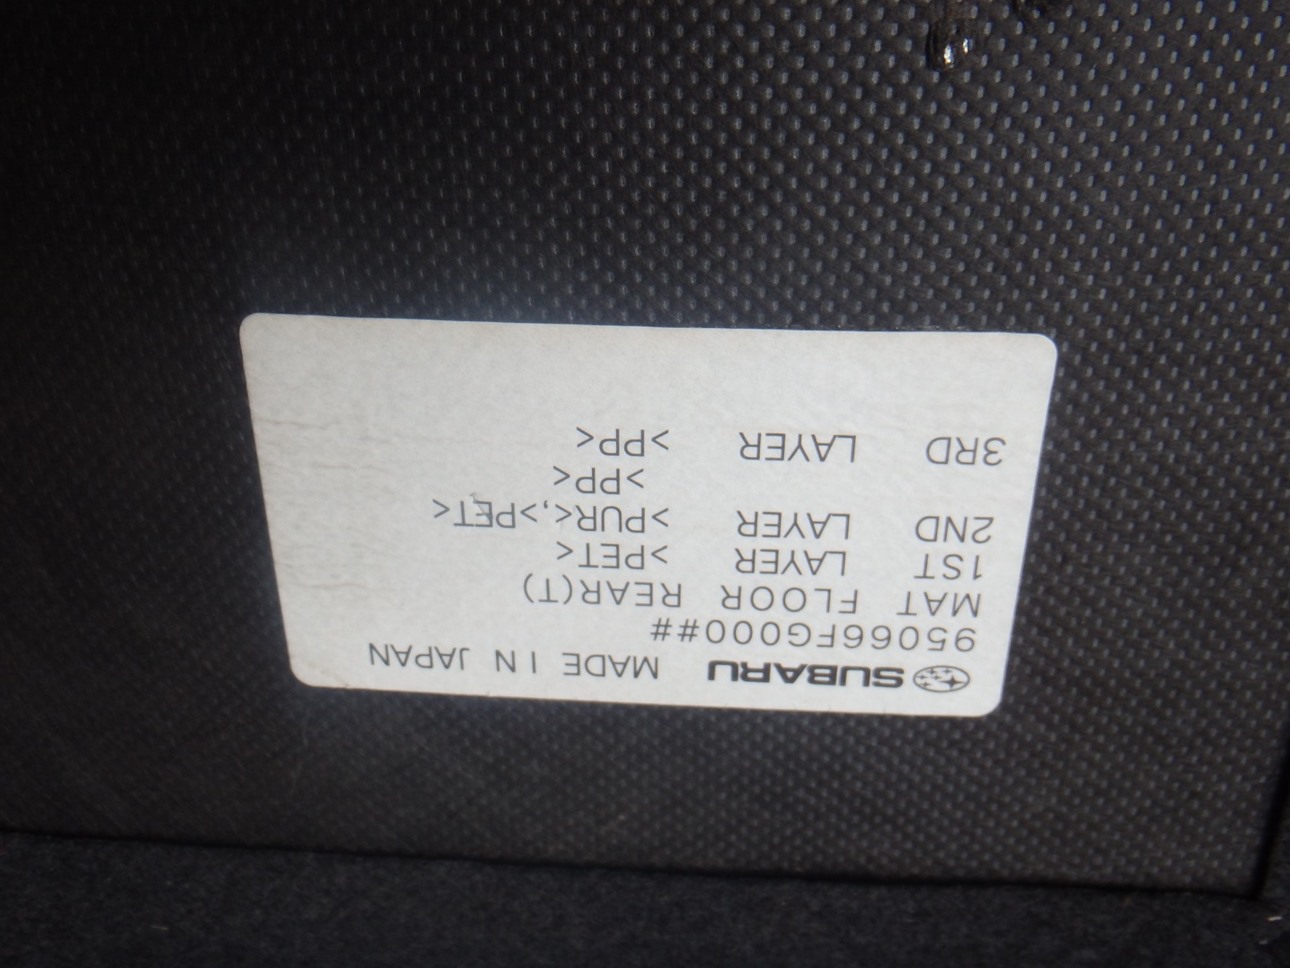 SUBARU MADE IN JAPAN
95066FG000##
MAT FLOOR REAR(T)
1ST LAYER >PET<
2ND LAYER >PUR<,>PET<
>PP<
3RD LAYER >PP<